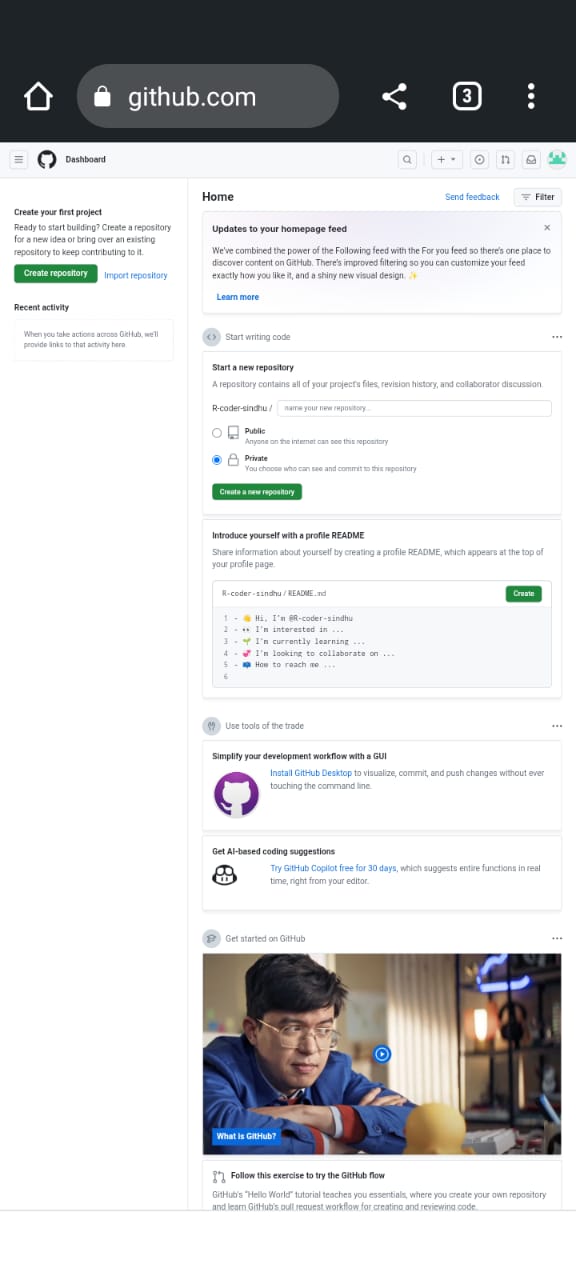 github.com
3
Dashboard
Create your first project
Ready to start building? Create a repository
for a new idea or bring over an existing
repository to keep contributing to it.
Create repository
Import repository
Recent activity
When you take actions across GitHub, we'll
provide links to that activity here.
Home
Send feedback
Filter
Updates to your homepage feed
We've combined the power of the Following feed with the For you feed so there's one place to
discover content on GitHub. There's improved filtering so you can customize your feed
exactly how you like it, and a shiny new visual design. ✨
Learn more
Start writing code
Start a new repository
A repository contains all of your project's files, revision history, and collaborator discussion.
R-coder-sindhu / name your new repository...
Public
Anyone on the internet can see this repository
Private
You choose who can see and commit to this repository
Create a new repository
Introduce yourself with a profile README
Share information about yourself by creating a profile README, which appears at the top of
your profile page.
R-coder-sindhu / README.md
Create
1 - 👋 Hi, I'm @R-coder-sindhu
2 - 👀 I'm interested in ...
3 - 🌱 I'm currently learning ...
4 - 💞️ I'm looking to collaborate on ...
5 - 📫 How to reach me ...
6
Use tools of the trade
Simplify your development workflow with a GUI
Install GitHub Desktop to visualize, commit, and push changes without ever
touching the command line.
Get AI-based coding suggestions
Try GitHub Copilot free for 30 days, which suggests entire functions in real
time, right from your editor.
Get started on GitHub
What is GitHub?
Follow this exercise to try the GitHub flow
GitHub's "Hello World" tutorial teaches you essentials, where you create your own repository
and learn GitHub's pull request workflow for creating and reviewing code.